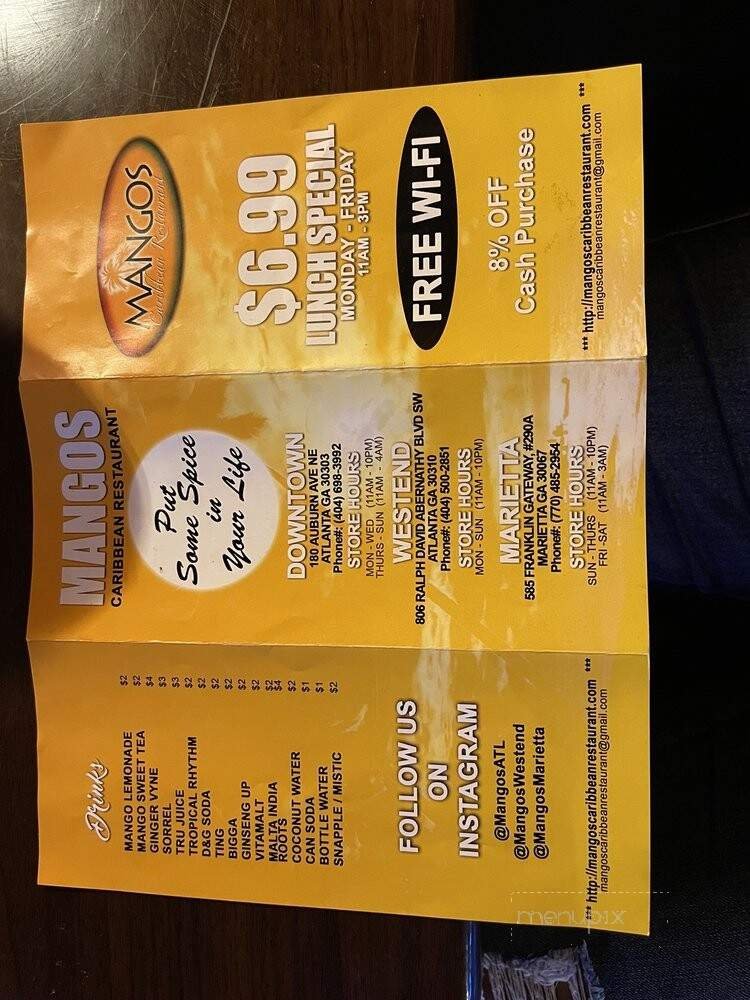 Drinks
MANGO LEMONADE $2
MANGO SWEET TEA $2
GINGER VYNE $4
SORREL $3
TRU JUICE $3
TROPICAL RHYTHM $2
D&G SODA $2
TING $2
BIGGA $2
GINSENG UP $2
VITAMALT $2
MALTA INDIA $2
ROOTS $4
COCONUT WATER $2
CAN SODA $1
BOTTLE WATER $1
SNAPPLE / MISTIC $2
FOLLOW US
ON
INSTAGRAM
@MangosATL
@MangosWestend
@MangosMarietta
*** http://mangoscaribbeanrestaurant.com ***
mangoscaribbeanrestaurant@gmail.com
MANGOS
CARIBBEAN RESTAURANT
Put
Some Spice
in
Your Life
DOWNTOWN
180 AUBURN AVE NE
ATLANTA GA 30303
Phone#: (404) 698-3992
STORE HOURS
MON - WED (11AM - 10PM)
THURS - SUN (11AM - 4AM)
WESTEND
806 RALPH DAVID ABERNATHY BLVD SW
ATLANTA GA 30310
Phone#: (404) 500-2851
STORE HOURS
MON - SUN (11AM - 10PM)
MARIETTA
585 FRANKLIN GATEWAY, #290A
MARIETTA GA 30067
Phone#: (770) 485-2954
STORE HOURS
SUN - THURS (11AM - 10PM)
FRI -SAT (11AM - 3AM)
MANGOS
Caribbean Restaurant
$6.99
LUNCH SPECIAL
MONDAY - FRIDAY
11AM - 3PM
FREE WI-FI
8% OFF
Cash Purchase
*** http://mangoscaribbeanrestaurant.com ***
mangoscaribbeanrestaurant@gmail.com
menupix